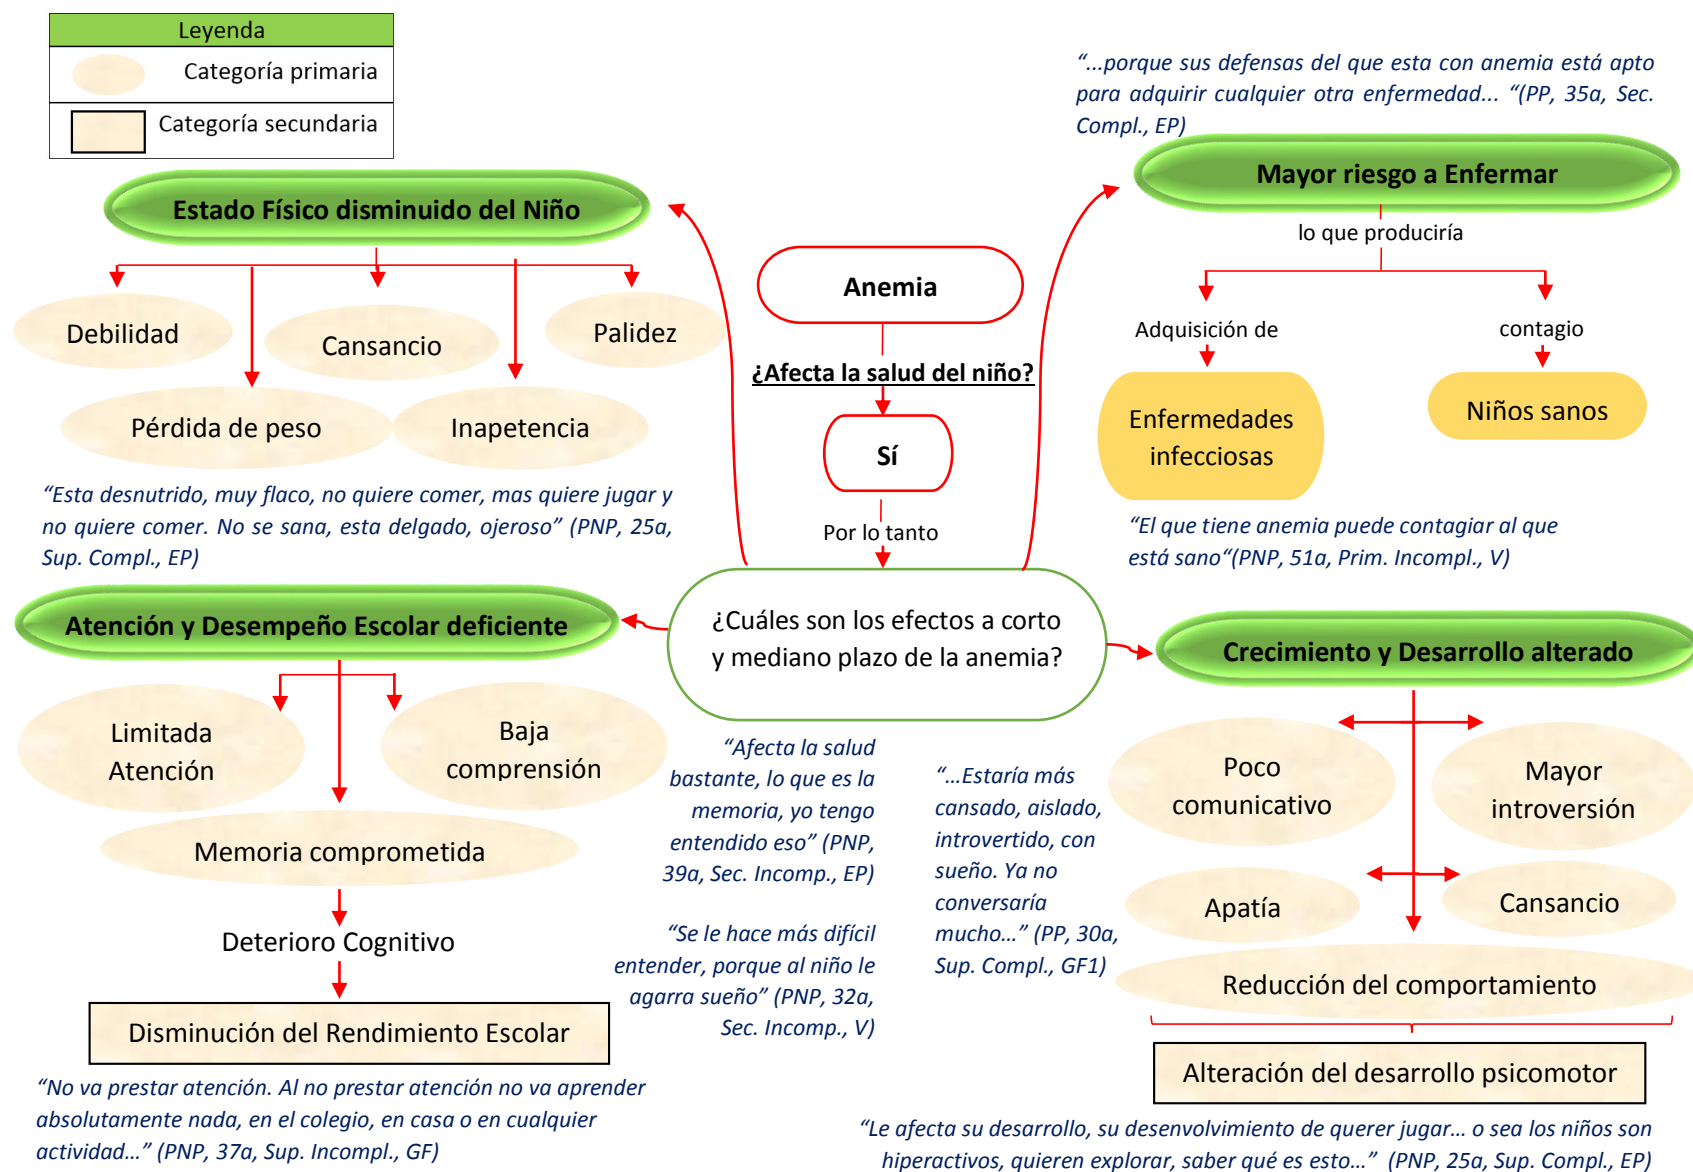 Leyenda
Categoría primaria
Categoría secundaria
“...porque sus defensas del que esta con anemia está apto
para adquirir cualquier otra enfermedad... “(PP, 35a, Sec.
Compl., EP)
Mayor riesgo a Enfermar
lo que produciría
Adquisición de
contagio
Enfermedades
infecciosas
Niños sanos
“El que tiene anemia puede contagiar al que
está sano“(PNP, 51a, Prim. Incompl., V)
Estado Físico disminuido del Niño
Debilidad
Cansancio
Palidez
Pérdida de peso
Inapetencia
“Esta desnutrido, muy flaco, no quiere comer, mas quiere jugar y
no quiere comer. No se sana, esta delgado, ojeroso” (PNP, 25a,
Sup. Compl., EP)
Anemia
¿Afecta la salud del niño?
Sí
Por lo tanto
¿Cuáles son los efectos a corto
y mediano plazo de la anemia?
Atención y Desempeño Escolar deficiente
Limitada
Atención
Baja
comprensión
Memoria comprometida
Deterioro Cognitivo
Disminución del Rendimiento Escolar
“No va prestar atención. Al no prestar atención no va aprender
absolutamente nada, en el colegio, en casa o en cualquier
actividad...” (PNP, 37a, Sup. Incompl., GF)
“Afecta la salud
bastante, lo que es la
memoria, yo tengo
entendido eso” (PNP,
39a, Sec. Incomp., EP)
“Se le hace más difícil
entender, porque al niño le
agarra sueño” (PNP, 32a,
Sec. Incomp., V)
“...Estaría más
cansado, aislado,
introvertido, con
sueño. Ya no
conversaría
mucho...” (PP, 30a,
Sup. Compl., GF1)
Crecimiento y Desarrollo alterado
Poco
comunicativo
Mayor
introversión
Apatía
Cansancio
Reducción del comportamiento
Alteración del desarrollo psicomotor
“Le afecta su desarrollo, su desenvolvimiento de querer jugar... o sea los niños son
hiperactivos, quieren explorar, saber qué es esto...” (PNP, 25a, Sup. Compl., EP)